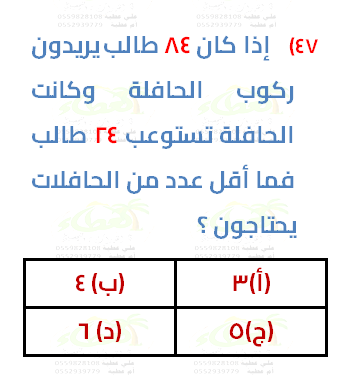 ٤٧) إذا كان ٨٤ طالب يريدون
ركوب الحافلة وكانت
الحافلة تستوعب ٢٤ طالب
فما أقل عدد من الحافلات
يحتاجون ؟
(أ) ٣ (ب) ٤
(ج) ٥ (د) ٦